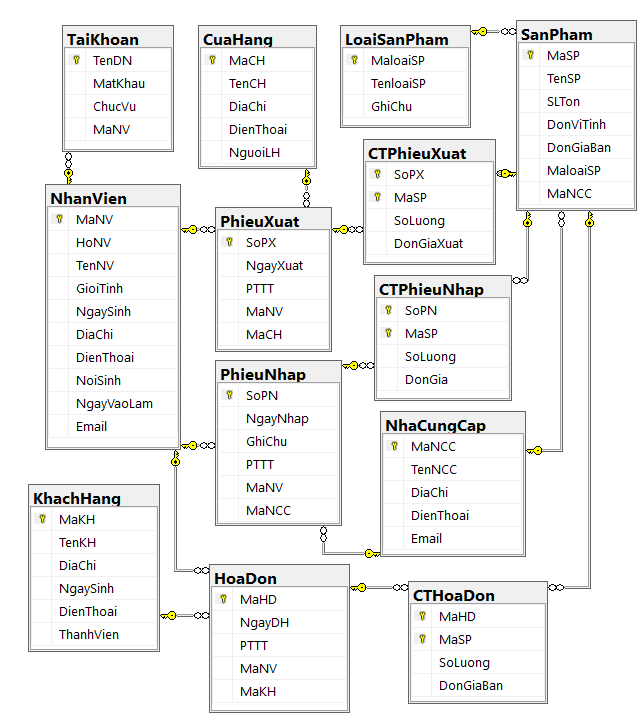 TaiKhoan
TenDN
MatKhau
ChucVu
MaNV
CuaHang
MaCH
TenCH
DiaChi
DienThoai
NguoiLH
LoaiSanPham
MaloaiSP
TenloaiSP
GhiChu
SanPham
MaSP
TenSP
SLTon
DonViTinh
DonGiaBan
MaloaiSP
MaNCC
CTPhieuXuat
SoPX
MaSP
SoLuong
DonGiaXuat
NhanVien
MaNV
HoNV
TenNV
GioiTinh
NgaySinh
DiaChi
DienThoai
NoiSinh
NgayVaoLam
Email
PhieuXuat
SoPX
NgayXuat
PTTT
MaNV
MaCH
CTPhieuNhap
SoPN
MaSP
SoLuong
DonGia
PhieuNhap
SoPN
NgayNhap
GhiChu
PTTT
MaNV
MaNCC
NhaCungCap
MaNCC
TenNCC
DiaChi
DienThoai
Email
KhachHang
MaKH
TenKH
DiaChi
NgaySinh
DienThoai
ThanhVien
HoaDon
MaHD
NgayDH
PTTT
MaNV
MaKH
CTHoaDon
MaHD
MaSP
SoLuong
DonGiaBan